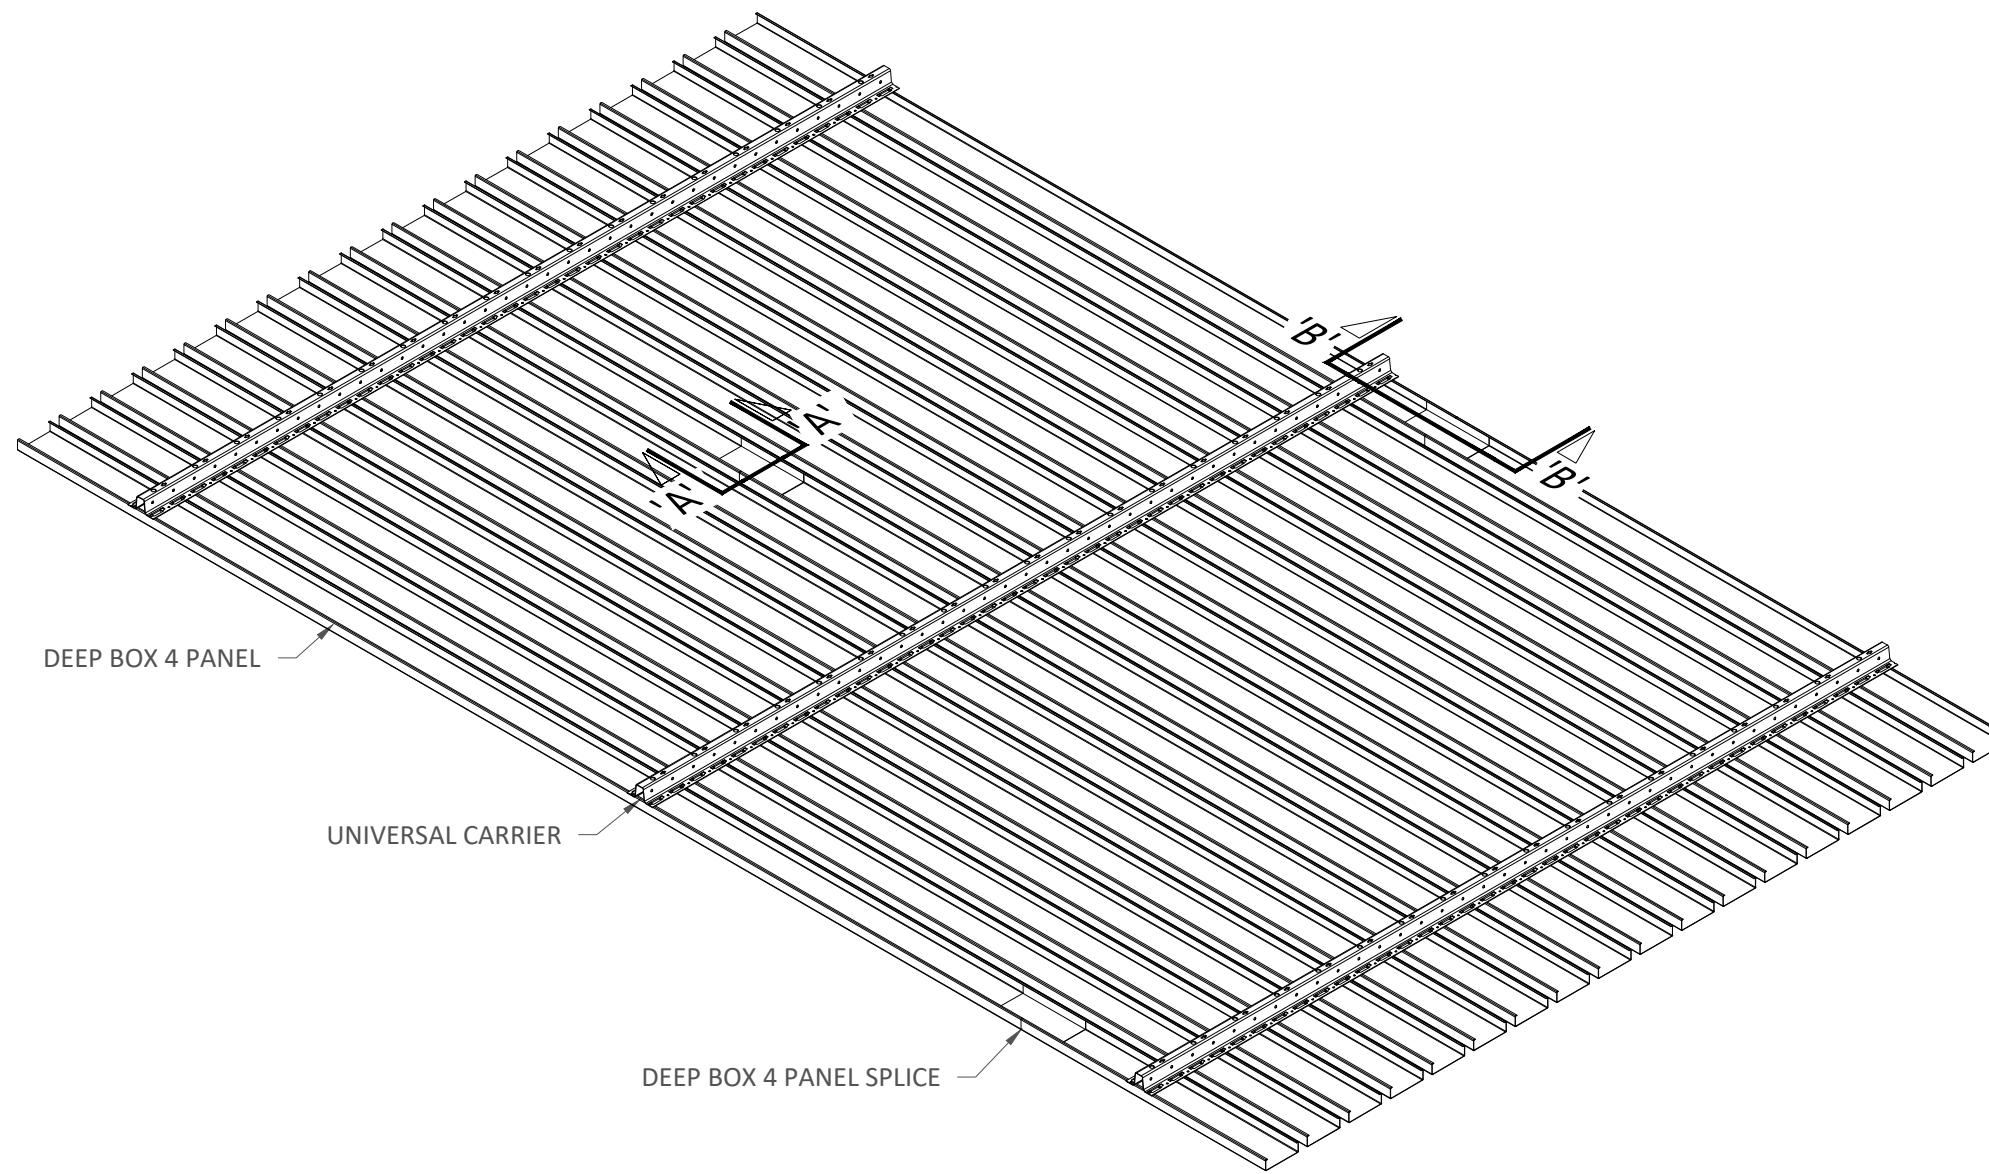 'B'
'A'
'A'
'B'
DEEP BOX 4 PANEL
UNIVERSAL CARRIER
DEEP BOX 4 PANEL SPLICE